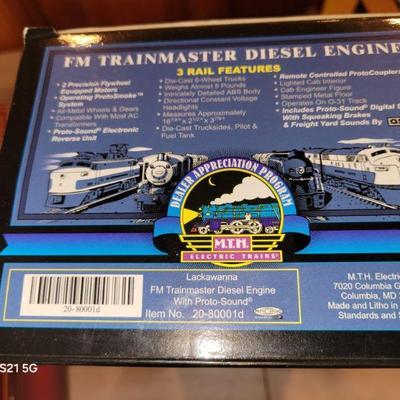 FM TRAINMASTER DIESEL ENGINE
3 RAIL FEATURES
• 2 Precision Flywheel
Equipped Motors
• Operating ProtoSmoke™
System
• All-Metal Wheels & Gears
• Compatible With Most AC
Transformers
• Proto-Sound® Electronic
Reverse Unit
• Die-Cast 6-Wheel Trucks
• Weighs Almost 5 Pounds
• Intricately Detailed ABS Body
• Directional Constant Voltage
Headlights
• Measures Approximately
• Die-Cast Trucksides, Pilot &
Fuel Tank
• Remote Controlled ProtoCouplers
• Lighted Cab Interior
• Cab Engineer Figure
• Stamped Metal Floor
• Operates On O-31 Track
• Includes Proto-Sound® Digital S
With Squeaking Brakes
& Freight Yard Sounds By
DEALER APPRECIATION PROGRAM
M.T.H.
ELECTRIC TRAINS®
20-80001d
Lackawanna
FM Trainmaster Diesel Engine
With Proto-Sound®
Item No. 20-80001d
M.T.H. Electric
7020 Columbia G
Columbia, MD
Made and Litho in
Standards and S
S21 5G